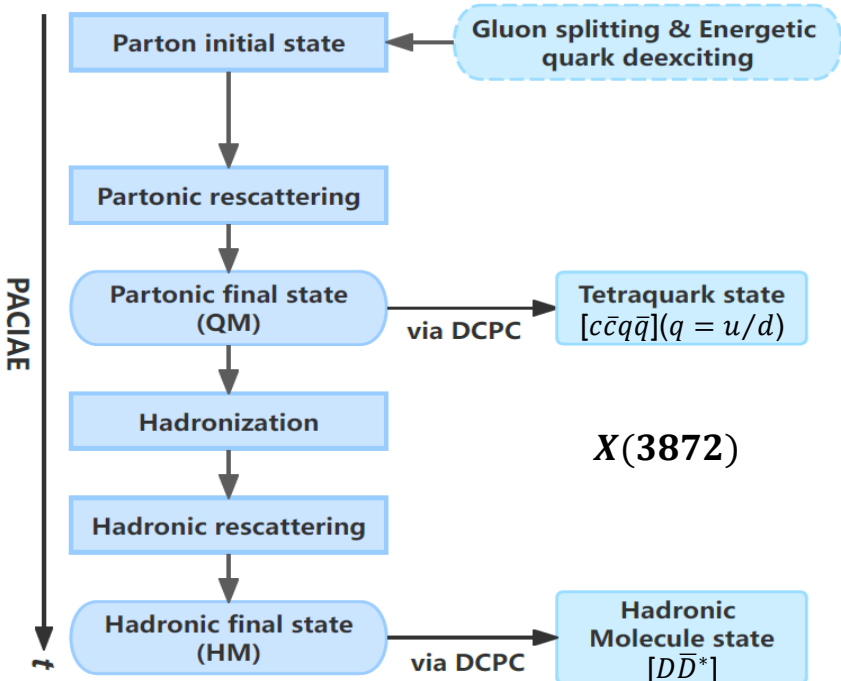 Parton initial state
Gluon splitting & Energetic
quark deexciting
Partonic rescattering
Partonic final state
(QM)
via DCPC
Tetraquark state
[cc̄qq̄](q = u/d)
PACIAE
Hadronization
X(3872)
Hadronic rescattering
Hadronic final state
(HM)
via DCPC
Hadronic
Molecule state
[DD̄*]
t